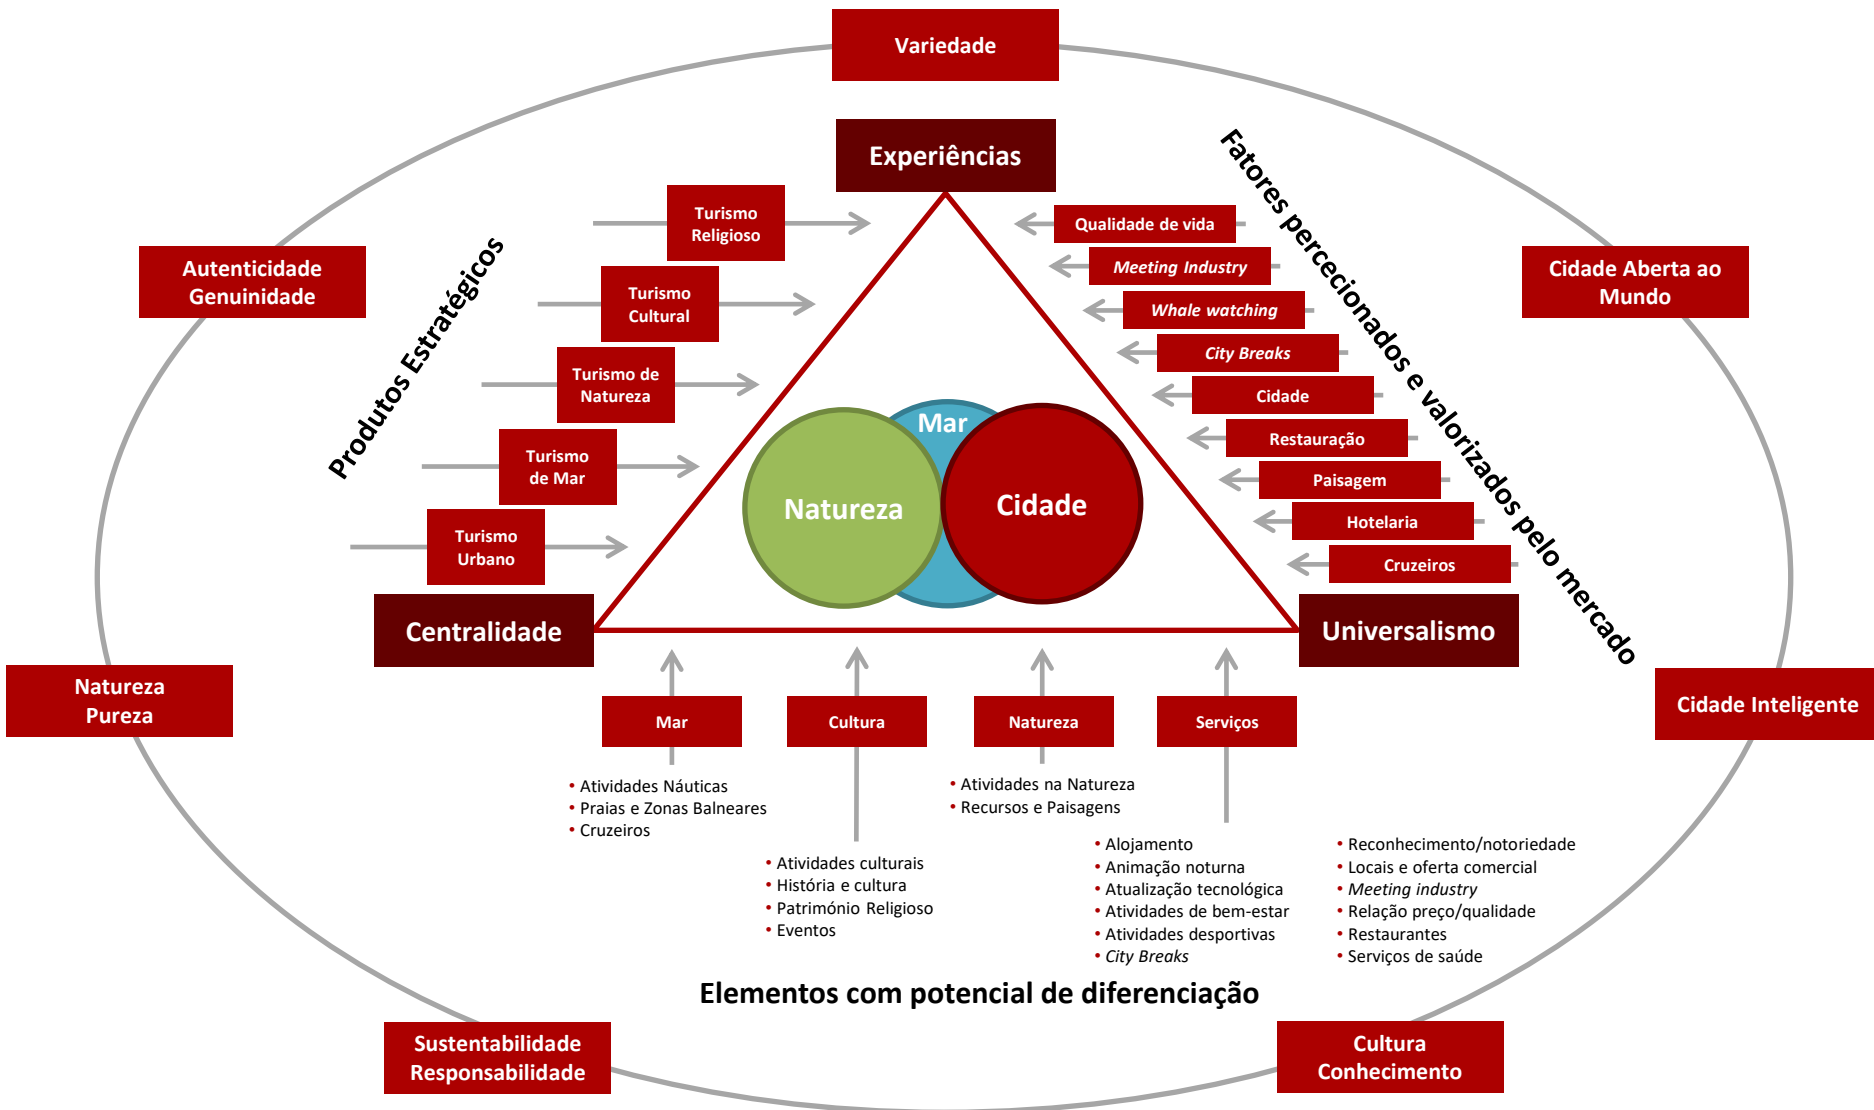 Variedade
Experiências
Autenticidade
Genuinidade
Cidade Aberta ao
Mundo
Produtos Estratégicos
Turismo
Religioso
Turismo
Cultural
Turismo de
Natureza
Turismo
de Mar
Turismo
Urbano
Fatores percecionados e valorizados pelo mercado
Qualidade de vida
Meeting Industry
Whale watching
City Breaks
Cidade
Restauração
Paisagem
Hotelaria
Cruzeiros
Mar
Natureza
Cidade
Centralidade
Universalismo
Natureza
Pureza
Cidade Inteligente
Mar
Cultura
Natureza
Serviços
• Atividades Náuticas
• Praias e Zonas Balneares
• Cruzeiros
• Atividades culturais
• História e cultura
• Património Religioso
• Eventos
• Atividades na Natureza
• Recursos e Paisagens
• Alojamento
• Animação noturna
• Atualização tecnológica
• Atividades de bem-estar
• Atividades desportivas
• City Breaks
• Reconhecimento/notoriedade
• Locais e oferta comercial
• Meeting industry
• Relação preço/qualidade
• Restaurantes
• Serviços de saúde
Elementos com potencial de diferenciação
Sustentabilidade
Responsabilidade
Cultura
Conhecimento